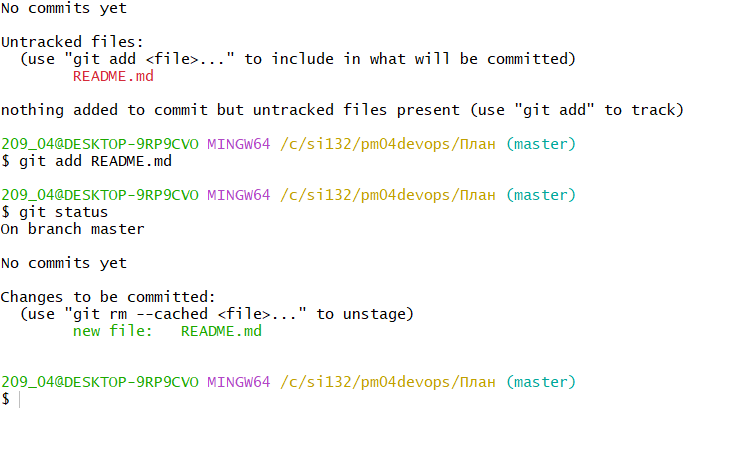 No commits yet
Untracked files:
(use "git add <file>..." to include in what will be committed)
README.md
nothing added to commit but untracked files present (use "git add" to track)
209_04@DESKTOP-9RP9CVO MINGW64 /c/si132/pm04devops/План (master)
$ git add README.md
209_04@DESKTOP-9RP9CVO MINGW64 /c/si132/pm04devops/План (master)
$ git status
On branch master
No commits yet
Changes to be committed:
(use "git rm --cached <file>..." to unstage)
new file:   README.md
209_04@DESKTOP-9RP9CVO MINGW64 /c/si132/pm04devops/План (master)
$